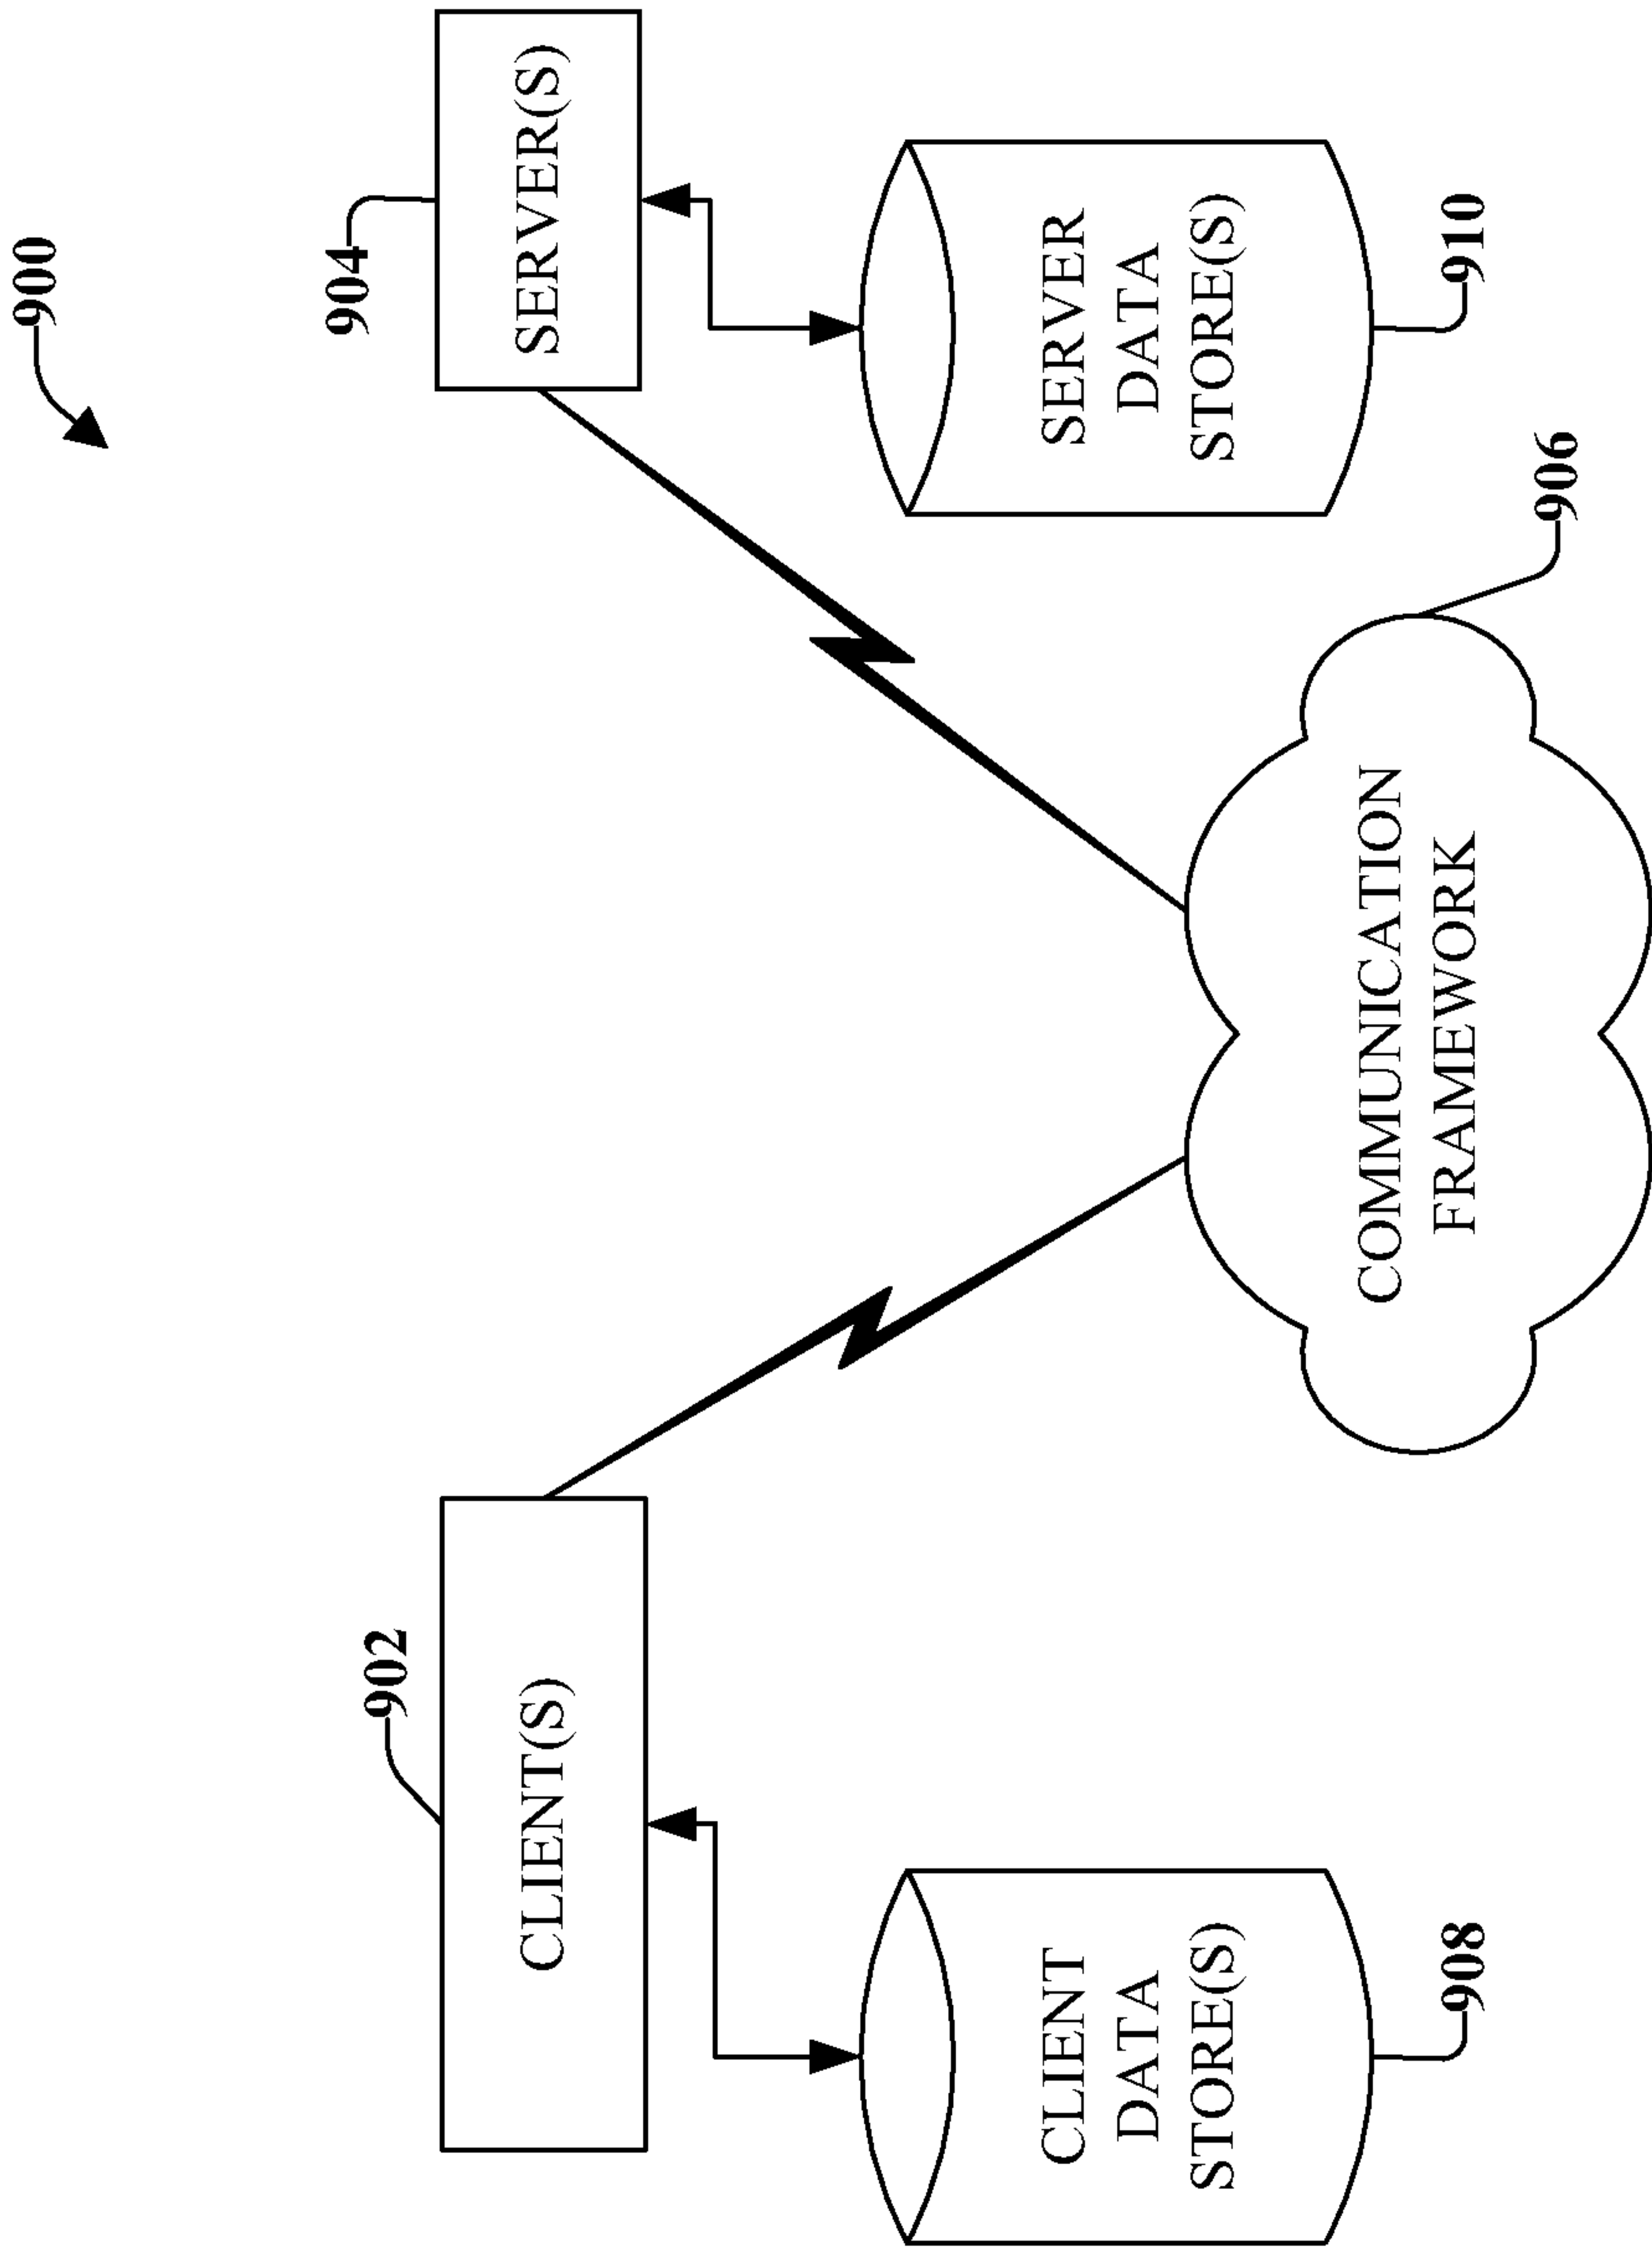 900
902
904
CLIENT(S)
SERVER(S)
CLIENT
DATA
STORE(S)
SERVER
DATA
STORE(S)
COMMUNICATION
FRAMEWORK
908
910
906